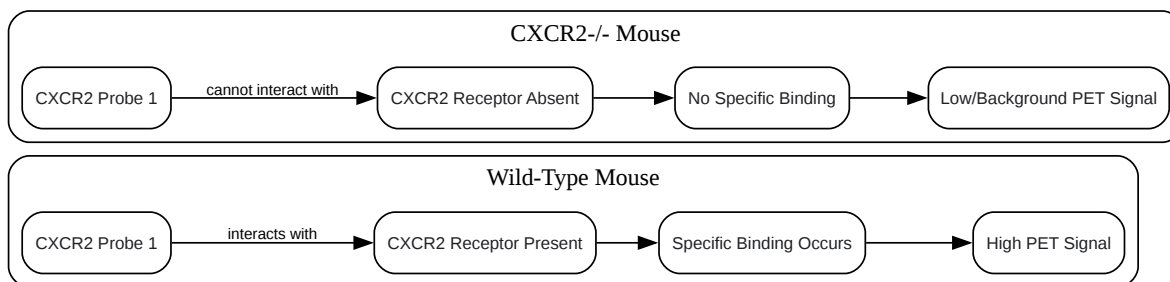 CXCR2-/- Mouse
CXCR2 Probe 1
cannot interact with
CXCR2 Receptor Absent
No Specific Binding
Low/Background PET Signal
Wild-Type Mouse
CXCR2 Probe 1
interacts with
CXCR2 Receptor Present
Specific Binding Occurs
High PET Signal